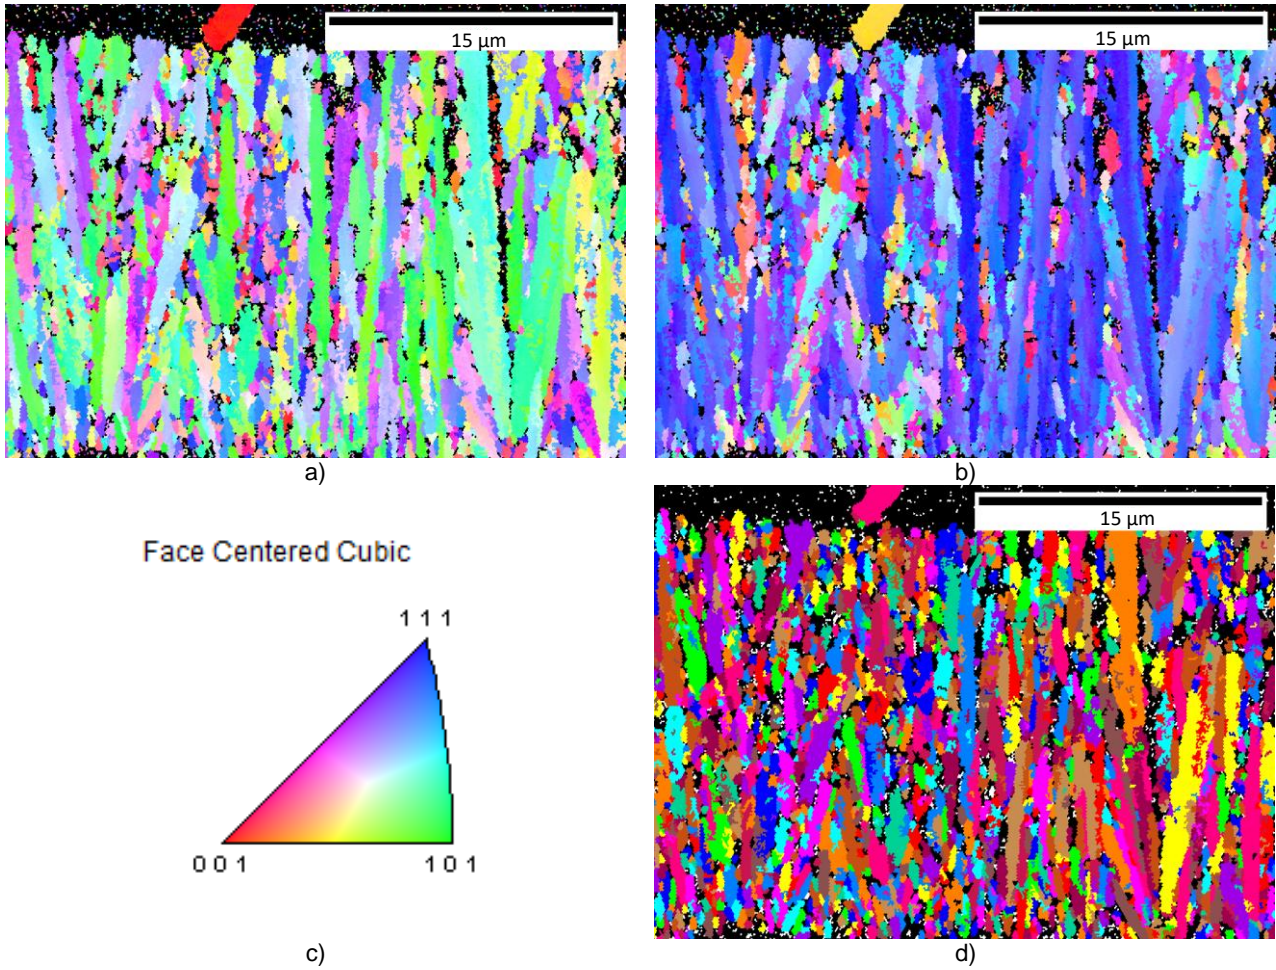 15 µm
15 µm
a)
b)
Face Centered Cubic
1 1 1
0 0 1
1 0 1
c)
15 µm
d)